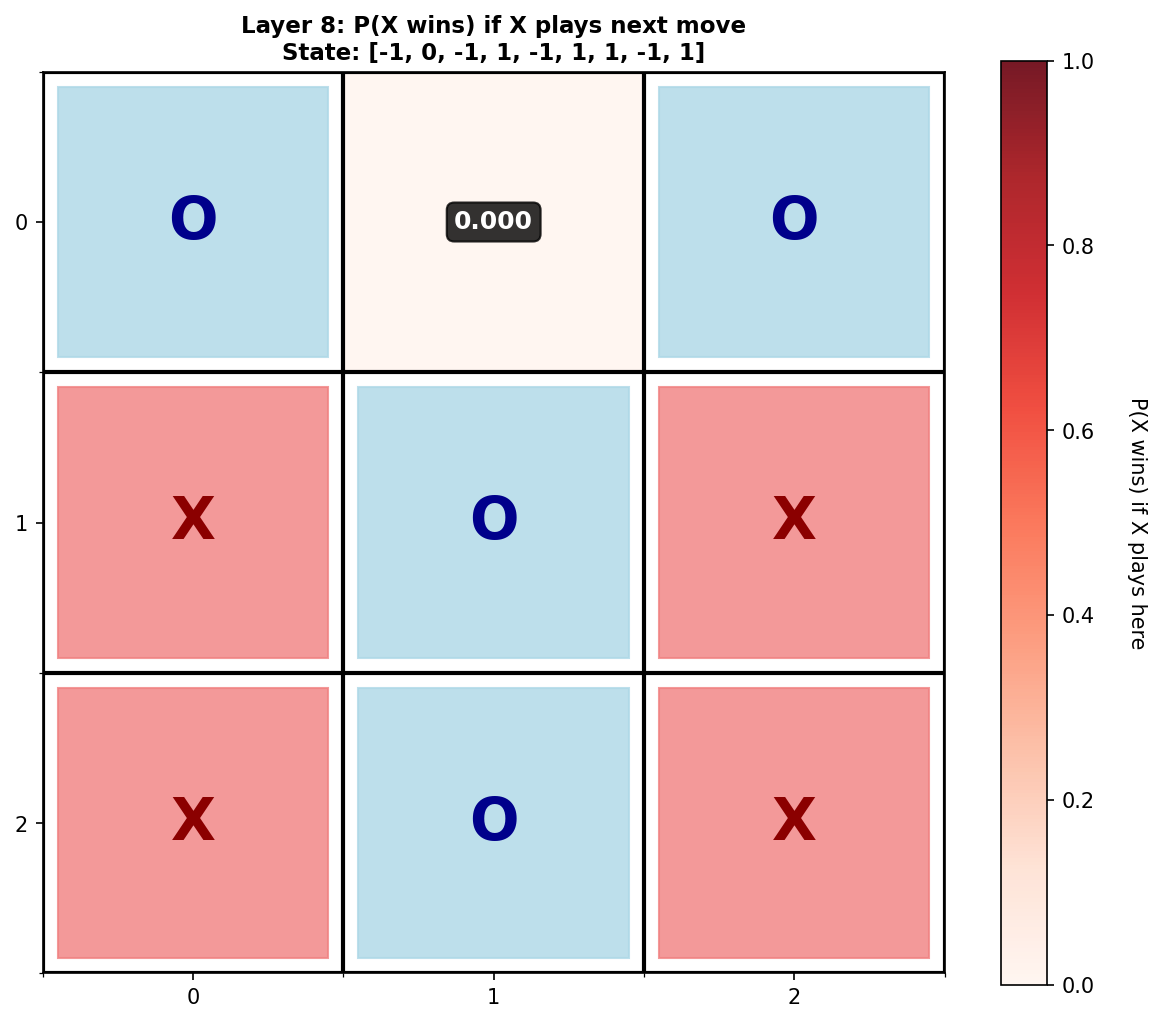 Layer 8: P(X wins) if X plays next move
State: [-1, 0, -1, 1, -1, 1, 1, -1, 1]
O
0.000
O
X
O
X
X
O
X
0
1
2
0
1
2
1.0
0.8
0.6
0.4
0.2
0.0
P(X wins) if X plays here